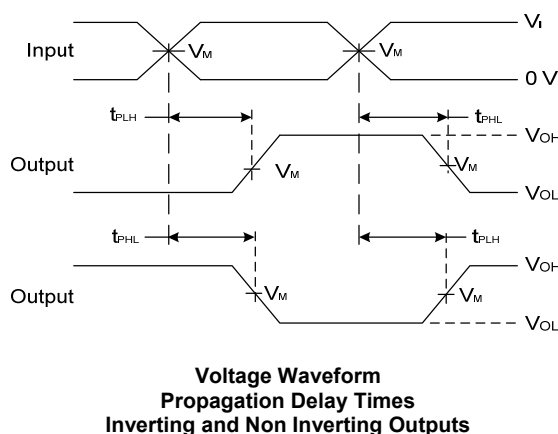 VI
Input
VM
VM
0 V
tPLH
tPHL
VOH
Output
VM
VM
VOL
tPHL
tPLH
VOH
Output
VM
VM
VOL
Voltage Waveform
Propagation Delay Times
Inverting and Non Inverting Outputs